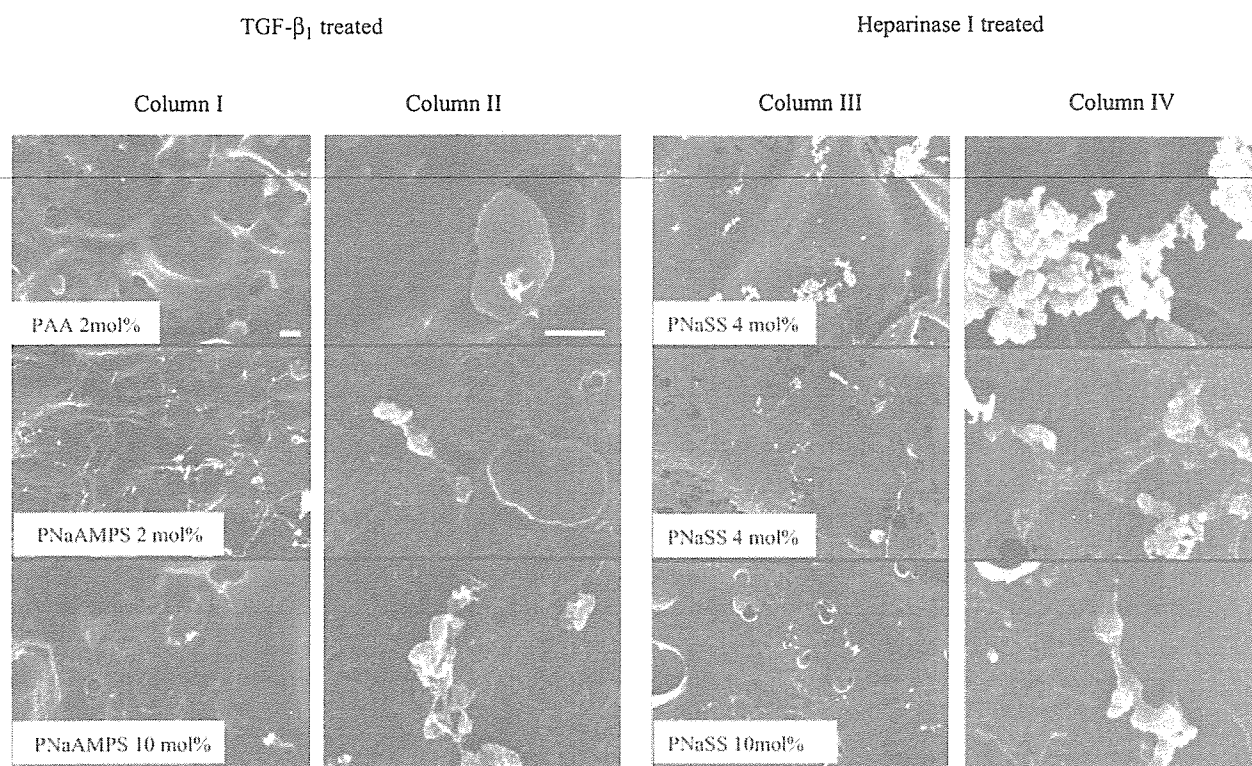 TGF-β₁ treated
Heparinase I treated
Column I
Column II
Column III
Column IV
PAA 2mol%
PNaSS 4 mol%
PNaAMPS 2 mol%
PNaSS 4 mol%
PNaAMPS 10 mol%
PNaSS 10mol%